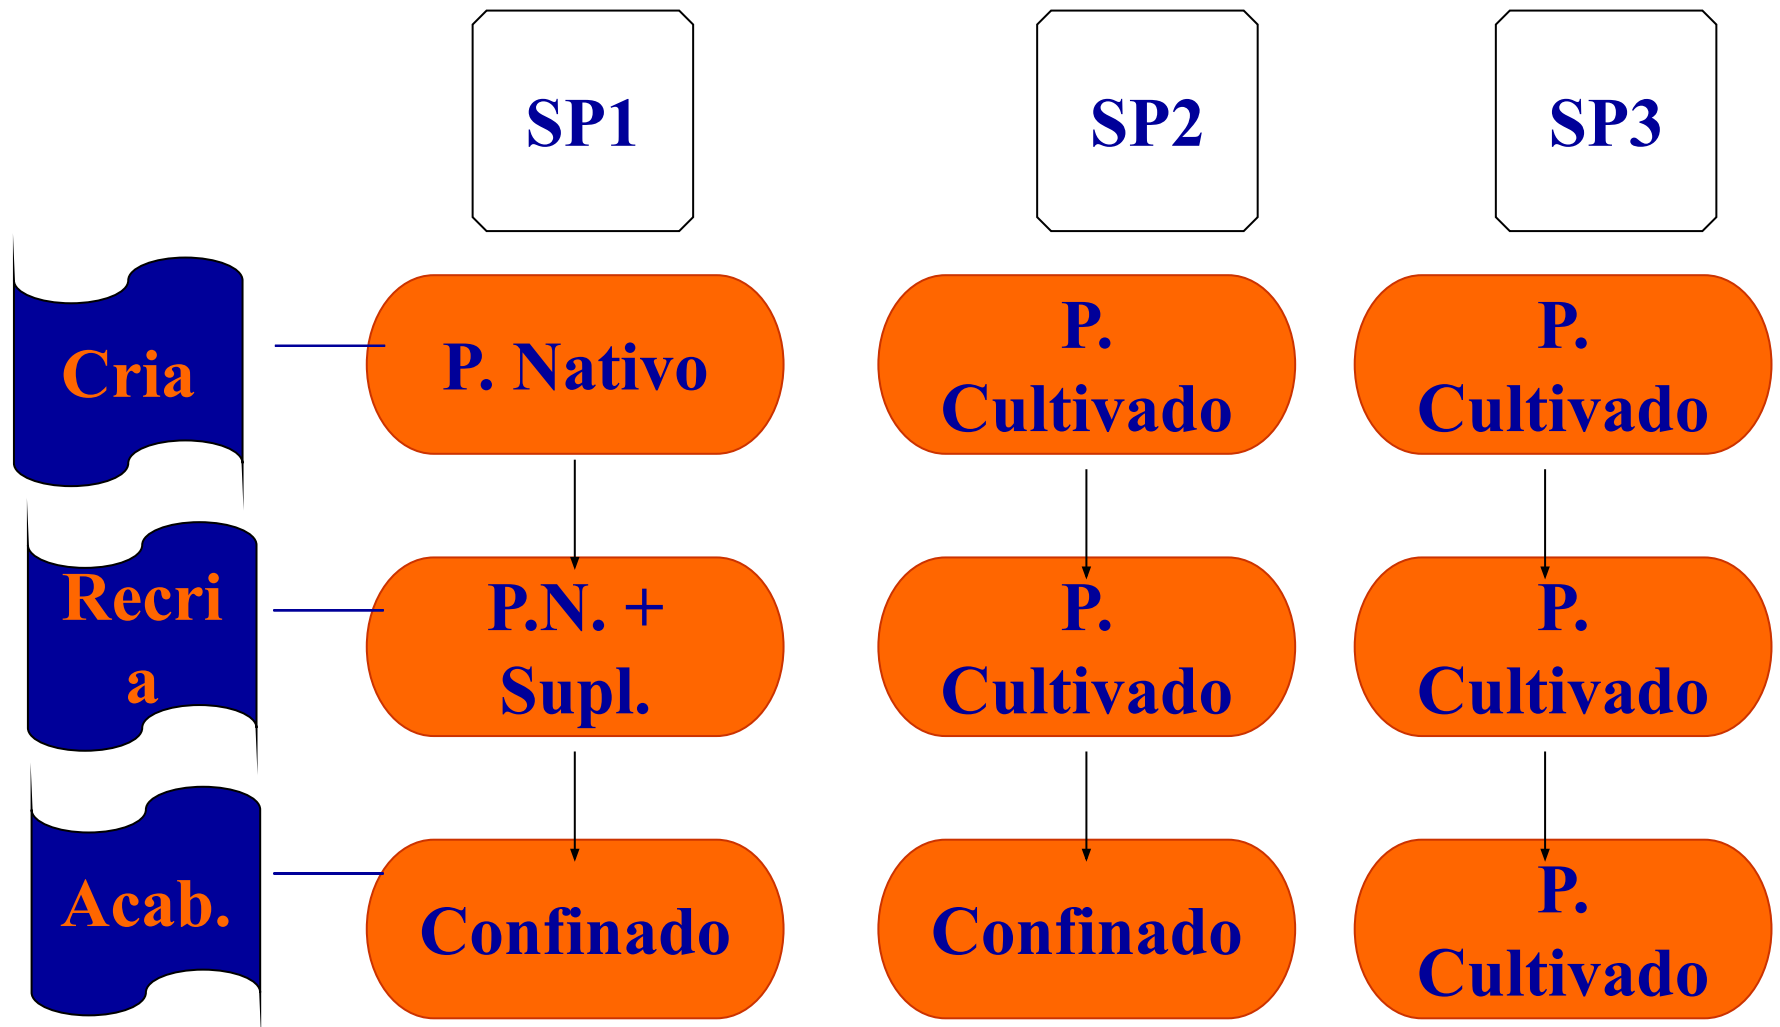 SP1
SP2
SP3
Cria
P. Nativo
P.
Cultivado
P.
Cultivado
Recri
a
P.N. +
Supl.
P.
Cultivado
P.
Cultivado
Acab.
Confinado
Confinado
P.
Cultivado